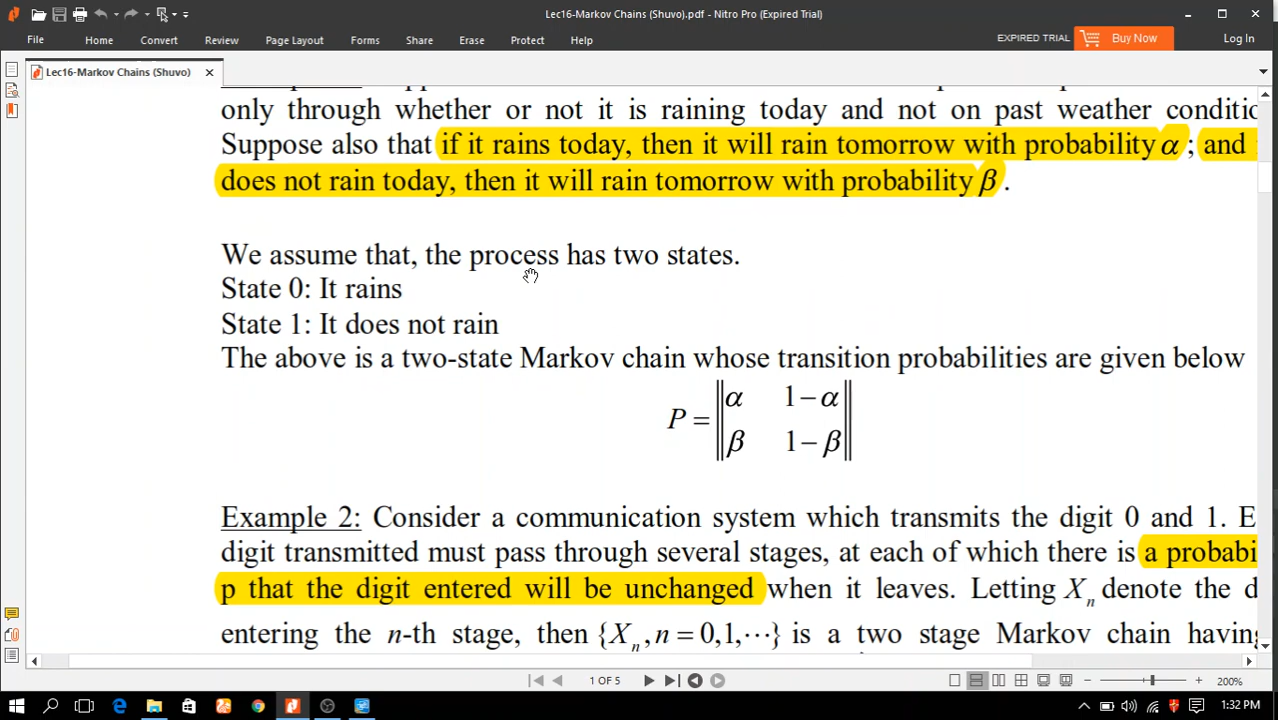 Lec16-Markov Chains (Shuvo).pdf - Nitro Pro (Expired Trial)
File Home Convert Review Page Layout Forms Share Erase Protect Help EXPIRED TRIAL Buy Now Log In
Lec16-Markov Chains (Shuvo)
only through whether or not it is raining today and not on past weather conditio
Suppose also that if it rains today, then it will rain tomorrow with probability α ; and
does not rain today, then it will rain tomorrow with probability β .
We assume that, the process has two states.
State 0: It rains
State 1: It does not rain
The above is a two-state Markov chain whose transition probabilities are given below
P = ‖ α 1 − α ‖
‖ β 1 − β ‖
Example 2: Consider a communication system which transmits the digit 0 and 1. E
digit transmitted must pass through several stages, at each of which there is a probabi
p that the digit entered will be unchanged when it leaves. Letting Xn denote the d
entering the n-th stage, then {Xn, n = 0,1,⋯} is a two stage Markov chain having
1 OF 5 200%
1:32 PM